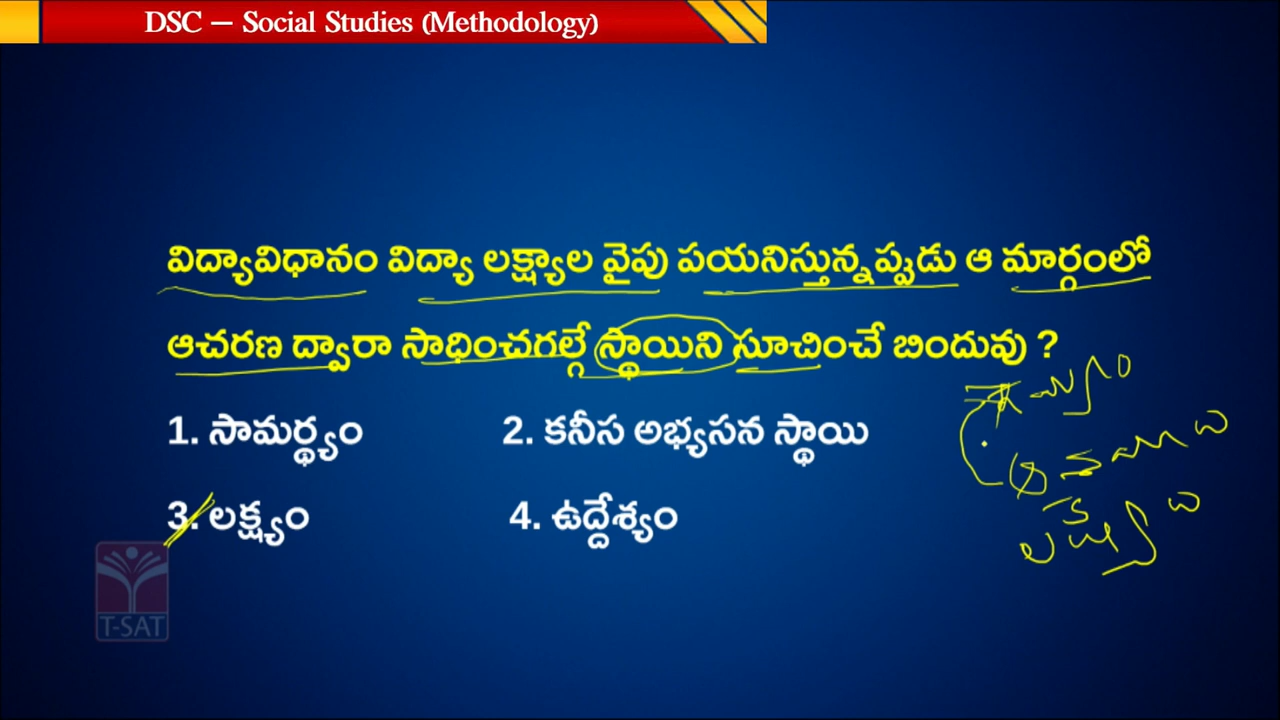 DSC – Social Studies (Methodology)
విద్యావిధానం విద్యా లక్ష్యాల వైపు పయనిస్తున్నప్పుడు ఆ మార్గంలో
ఆచరణ ద్వారా సాధించగల్గే స్థాయిని సూచించే బిందువు ?
1. సామర్థ్యం 2. కనీస అభ్యసన స్థాయి
3. లక్ష్యం 4. ఉద్దేశ్యం
T-SAT